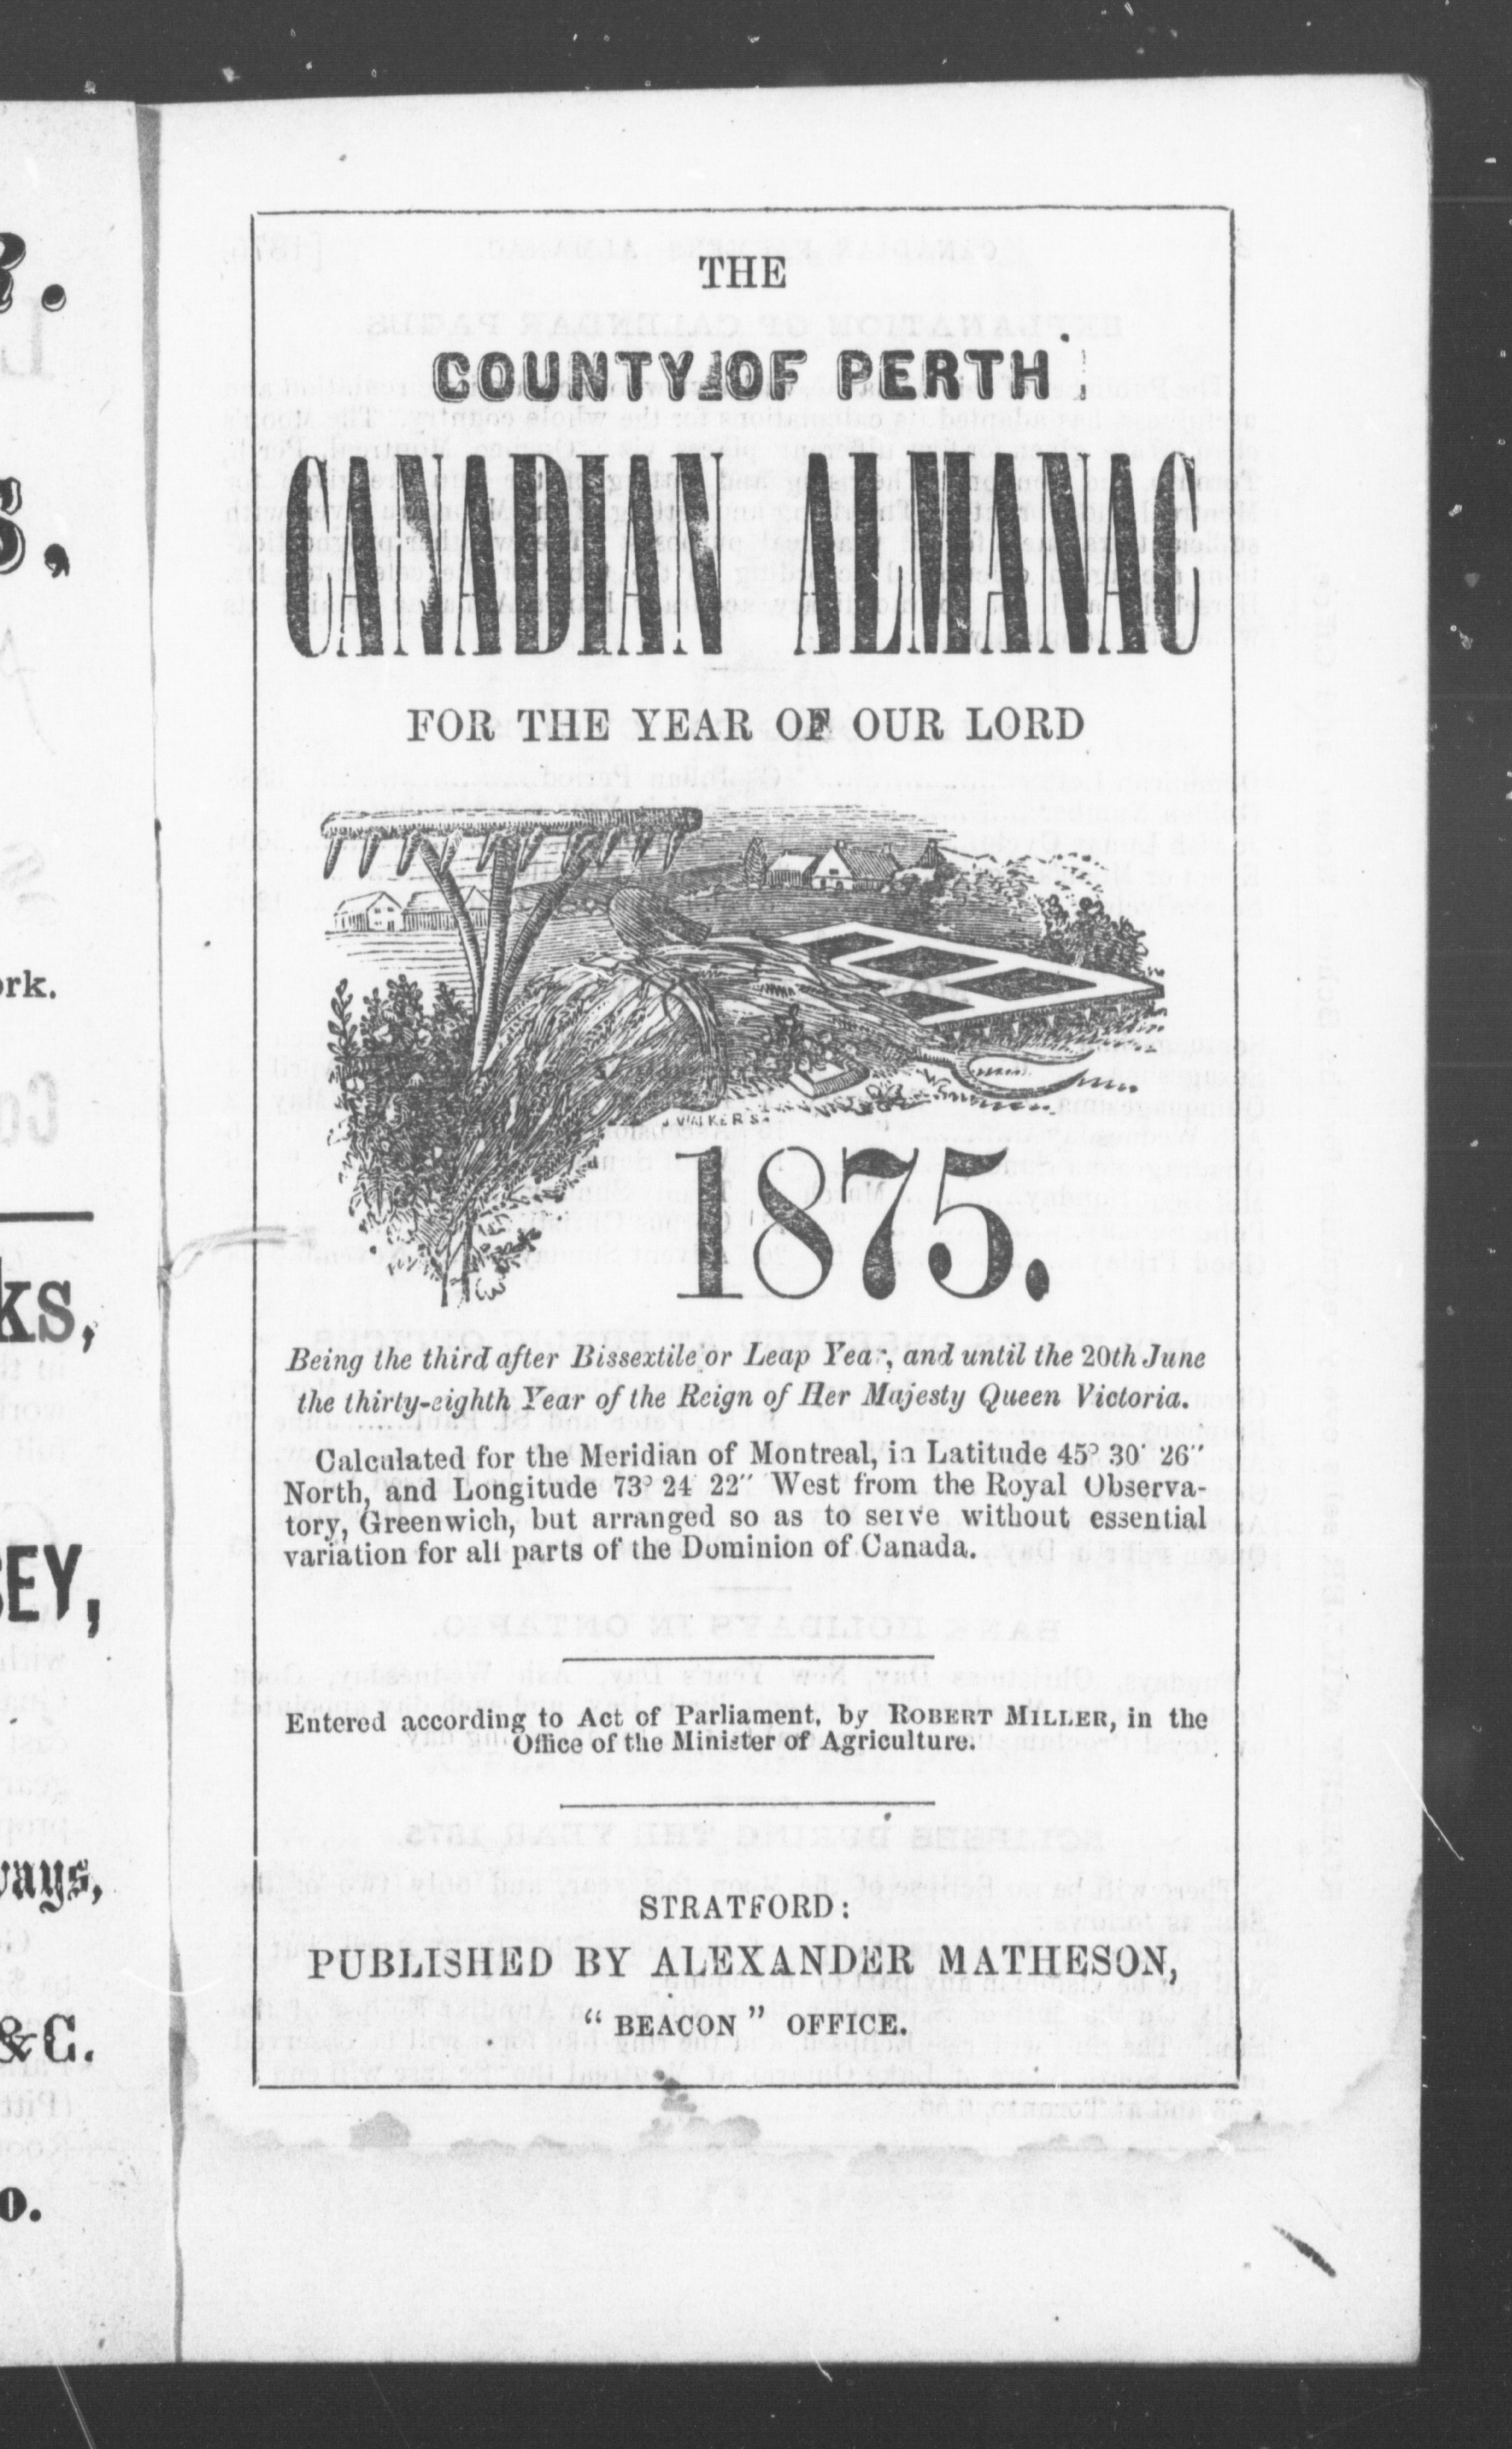 THE
COUNTY OF PERTH
CANADIAN ALMANAC
FOR THE YEAR OF OUR LORD
1875.
Being the third after Bissextile or Leap Year, and until the 20th June
the thirty-eighth Year of the Reign of Her Majesty Queen Victoria.
Calculated for the Meridian of Montreal, in Latitude 45° 30′ 26″
North, and Longitude 73° 24 22″ West from the Royal Observa-
tory, Greenwich, but arranged so as to serve without essential
variation for all parts of the Dominion of Canada.
Entered according to Act of Parliament, by ROBERT MILLER, in the
Office of the Minister of Agriculture.
STRATFORD:
PUBLISHED BY ALEXANDER MATHESON,
"BEACON" OFFICE.